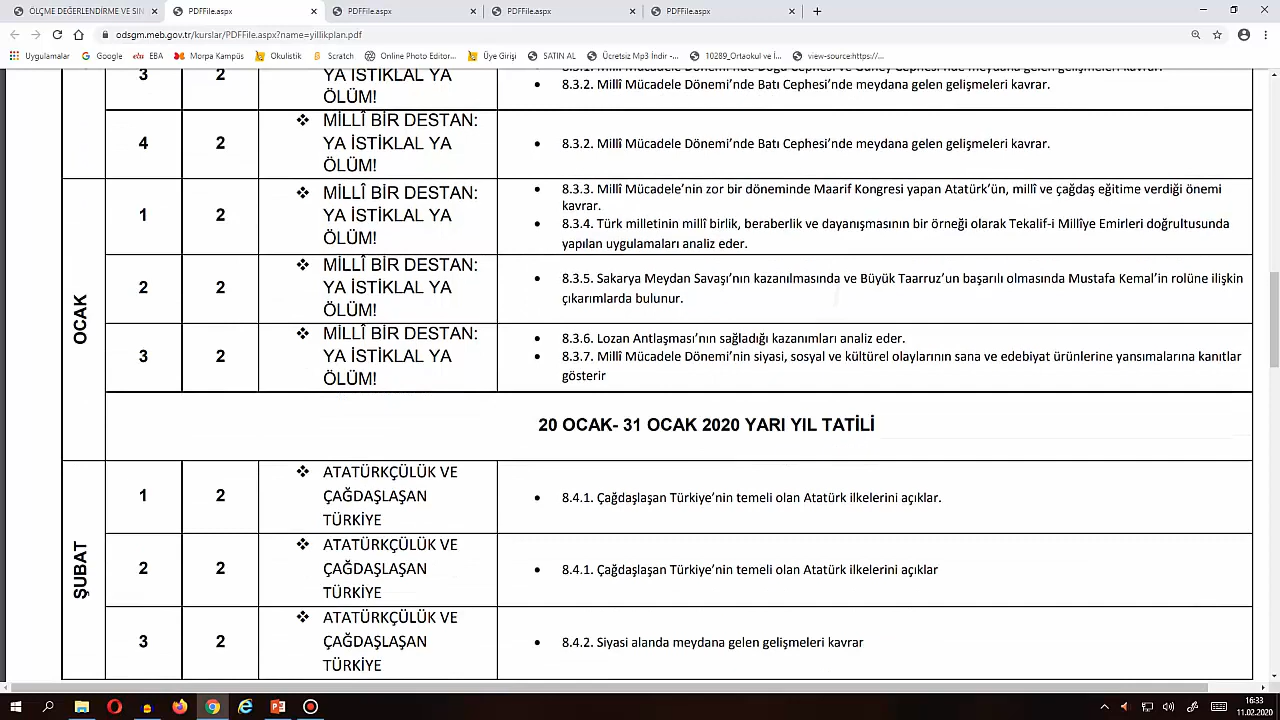 ÖLÇME DEĞERLENDİRME VE SIN
PDFFile.aspx
PDFFile.aspx
PDFFile.aspx
PDFFile.aspx
odsgm.meb.gov.tr/kurslar/PDFFile.aspx?name=yillikplan.pdf
Uygulamalar
Google
EBA
Morpa Kampüs
Okulistik
Scratch
Online Photo Editor...
Üye Girişi
SATIN AL
Ücretsiz Mp3 İndir -...
10289_Ortaokul ve İ...
view-source:https://...
3
2
YA İSTİKLAL YA
ÖLÜM!
8.3.2. Millî Mücadele Dönemi’nde Batı Cephesi’nde meydana gelen gelişmeleri kavrar.
4
2
❖ MİLLÎ BİR DESTAN:
YA İSTİKLAL YA
ÖLÜM!
• 8.3.2. Millî Mücadele Dönemi’nde Batı Cephesi’nde meydana gelen gelişmeleri kavrar.
OCAK
1
2
❖ MİLLÎ BİR DESTAN:
YA İSTİKLAL YA
ÖLÜM!
• 8.3.3. Millî Mücadele’nin zor bir döneminde Maarif Kongresi yapan Atatürk’ün, millî ve çağdaş eğitime verdiği önemi
kavrar.
• 8.3.4. Türk milletinin millî birlik, beraberlik ve dayanışmasının bir örneği olarak Tekalif-i Millîye Emirleri doğrultusunda
yapılan uygulamaları analiz eder.
2
2
❖ MİLLÎ BİR DESTAN:
YA İSTİKLAL YA
ÖLÜM!
• 8.3.5. Sakarya Meydan Savaşı’nın kazanılmasında ve Büyük Taarruz’un başarılı olmasında Mustafa Kemal’in rolüne ilişkin
çıkarımlarda bulunur.
3
2
❖ MİLLÎ BİR DESTAN:
YA İSTİKLAL YA
ÖLÜM!
• 8.3.6. Lozan Antlaşması’nın sağladığı kazanımları analiz eder.
• 8.3.7. Millî Mücadele Dönemi’nin siyasi, sosyal ve kültürel olaylarının sana ve edebiyat ürünlerine yansımalarına kanıtlar
gösterir
20 OCAK- 31 OCAK 2020 YARI YIL TATİLİ
ŞUBAT
1
2
❖ ATATÜRKÇÜLÜK VE
ÇAĞDAŞLAŞAN
TÜRKİYE
• 8.4.1. Çağdaşlaşan Türkiye’nin temeli olan Atatürk ilkelerini açıklar.
2
2
❖ ATATÜRKÇÜLÜK VE
ÇAĞDAŞLAŞAN
TÜRKİYE
• 8.4.1. Çağdaşlaşan Türkiye’nin temeli olan Atatürk ilkelerini açıklar
3
2
❖ ATATÜRKÇÜLÜK VE
ÇAĞDAŞLAŞAN
TÜRKİYE
• 8.4.2. Siyasi alanda meydana gelen gelişmeleri kavrar
16:33
11.02.2020